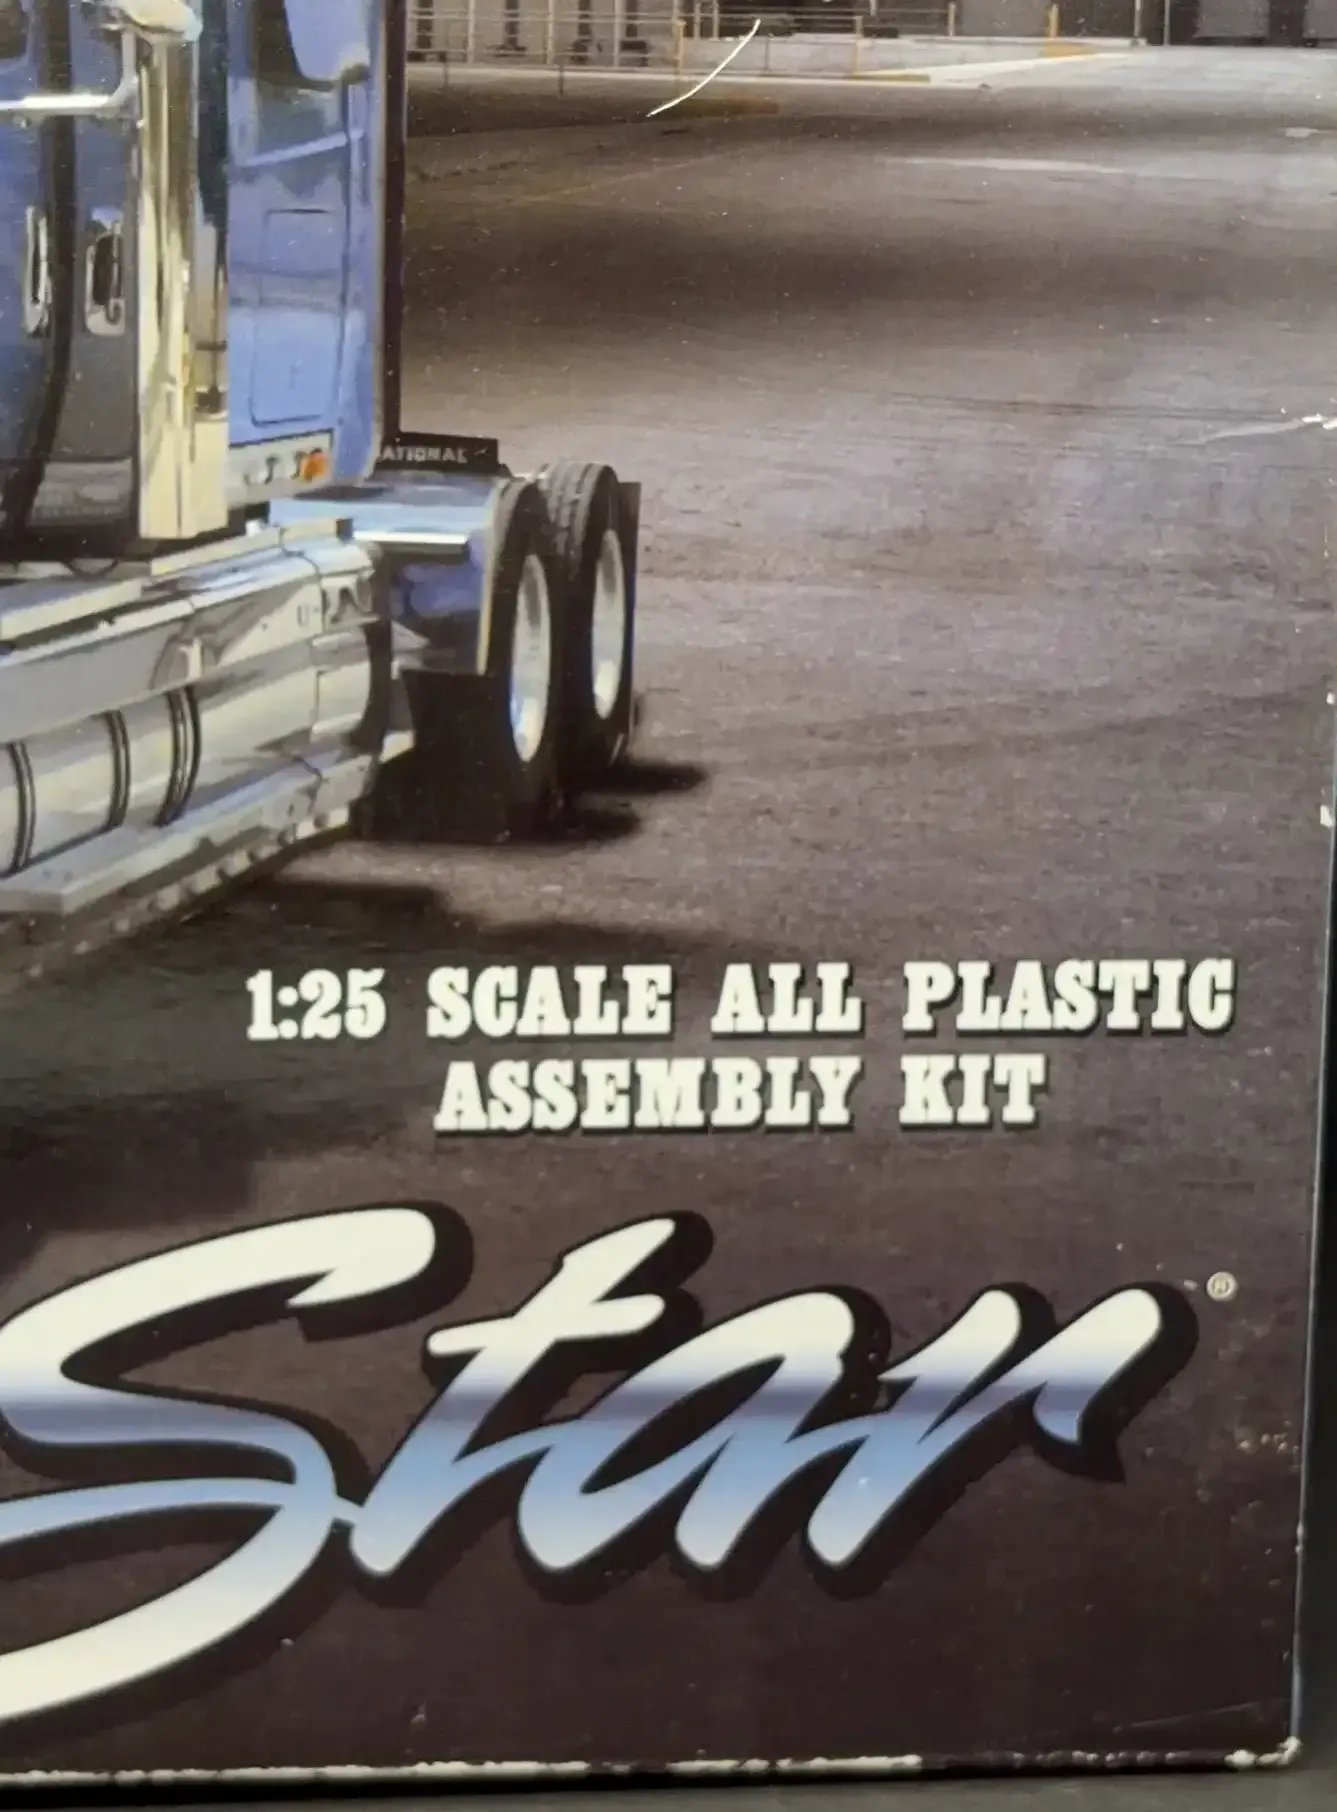 ATIONAL
1:25 SCALE ALL PLASTIC
ASSEMBLY KIT
Star®